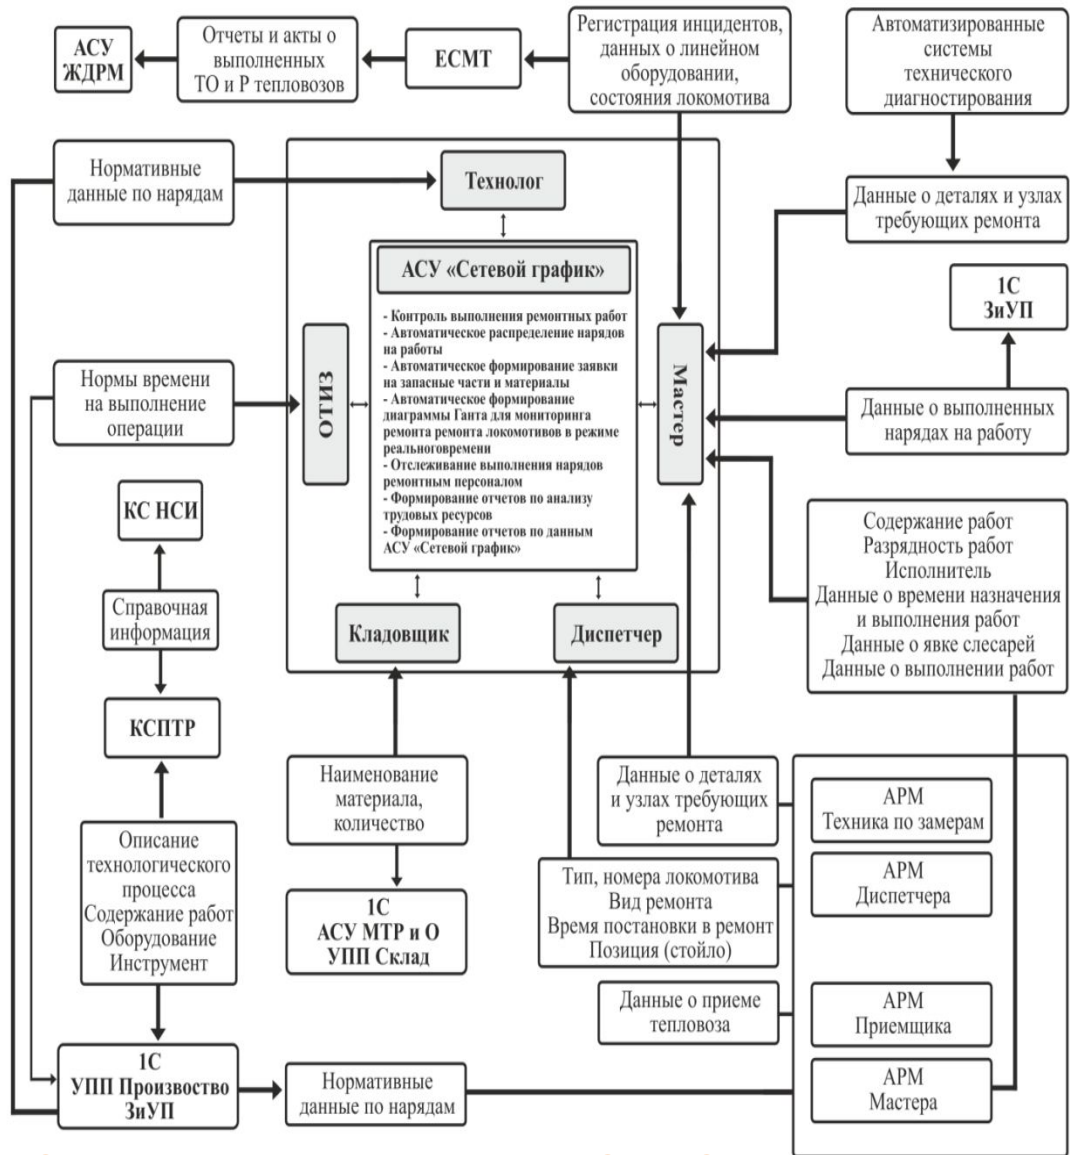 АСУ
ЖДРМ
Отчеты и акты о
выполненных
ТО и Р тепловозов
ЕСМТ
Регистрация инцидентов,
данных о линейном
оборудовании,
состояния локомотива
Автоматизированные
системы
технического
диагностирования
Нормативные
данные по нарядам
Технолог
Данные о деталях и узлах
требующих ремонта
АСУ «Сетевой график»
- Контроль выполнения ремонтных работ
- Автоматическое распределение нарядов
на работы
- Автоматическое формирование заявки
на запасные части и материалы
- Автоматическое формирование
диаграммы Ганта для мониторинга
ремонта ремонта локомотивов в режиме
реальноговремени
- Отслеживание выполнения нарядов
ремонтным персоналом
- Формирование отчетов по анализу
трудовых ресурсов
- Формирование отчетов по данным
АСУ «Сетевой график»
1С
ЗиУП
Нормы времени
на выполнение
операции
ОТИЗ
Мастер
Данные о выполненных
нарядах на работу
КС НСИ
Содержание работ
Разрядность работ
Исполнитель
Данные о времени назначения
и выполнения работ
Данные о явке слесарей
Данные о выполнении работ
Справочная
информация
Кладовщик
Диспетчер
КСПТР
Наименование
материала,
количество
Данные о деталях
и узлах требующих
ремонта
АРМ
Техника по замерам
Описание
технологического
процесса
Содержание работ
Оборудование
Инструмент
1С
АСУ МТР и О
УПП Склад
Тип, номера локомотива
Вид ремонта
Время постановки в ремонт
Позиция (стойло)
АРМ
Диспетчера
Данные о приеме
тепловоза
АРМ
Приемщика
1С
УПП Произвоство
ЗиУП
Нормативные
данные по нарядам
АРМ
Мастера